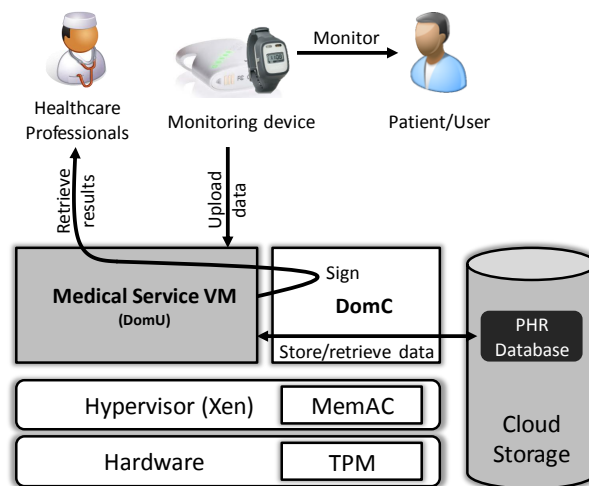 Monitor
Healthcare
Professionals
Monitoring device
Patient/User
Retrieve
results
Upload
data
Sign
Medical Service VM
(DomU)
DomC
Store/retrieve data
PHR
Database
Hypervisor (Xen)
MemAC
Cloud
Storage
Hardware
TPM